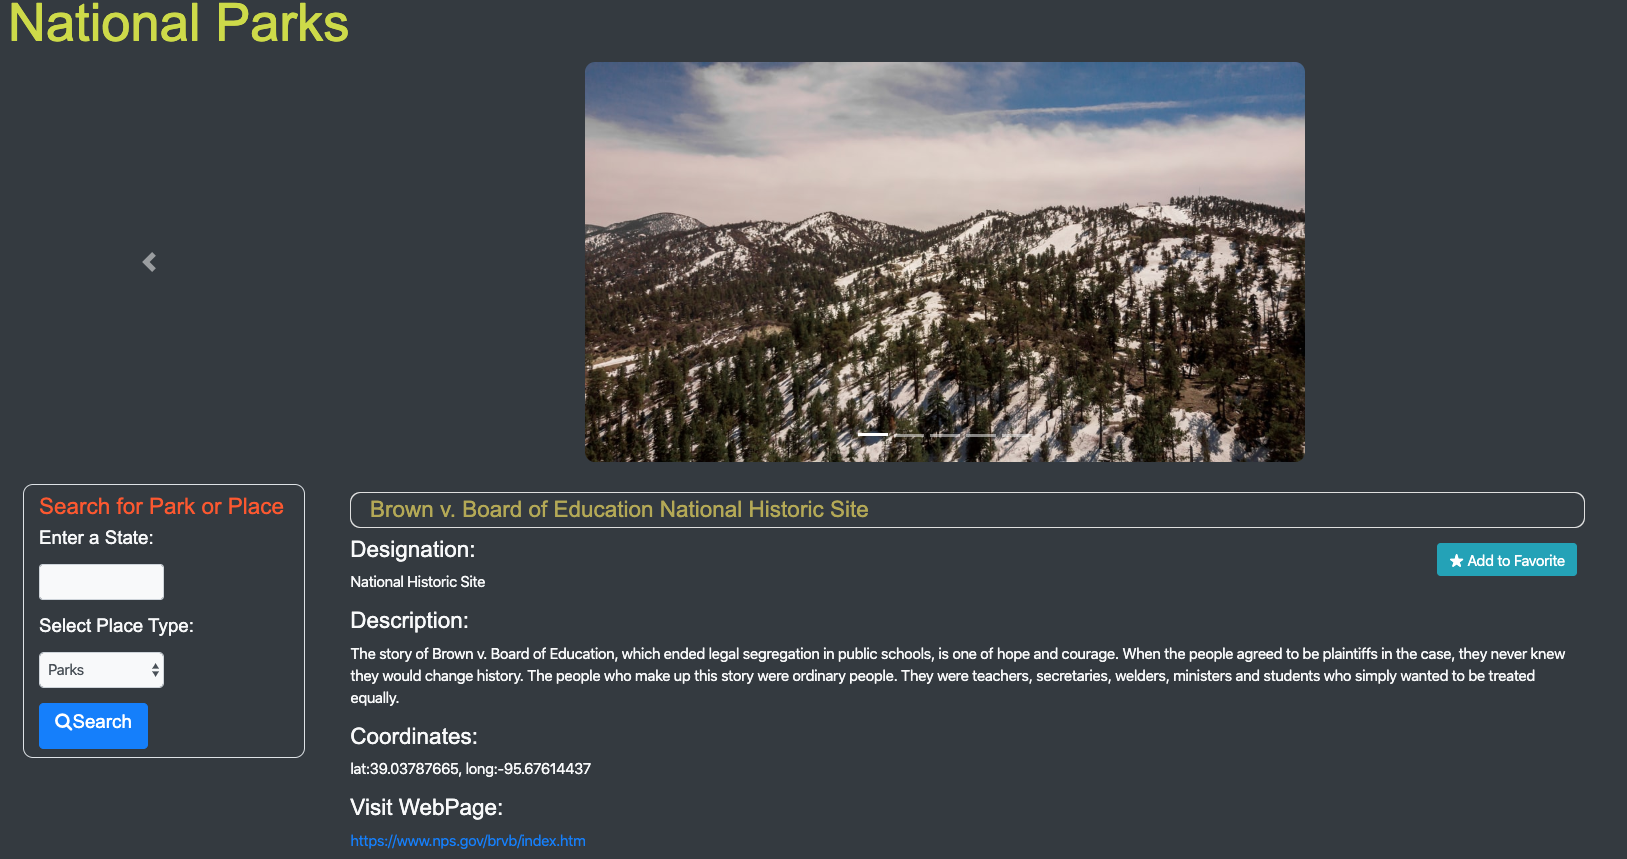 National Parks
Search for Park or Place
Enter a State:
Select Place Type:
Parks
Search
Brown v. Board of Education National Historic Site
Designation:
Add to Favorite
National Historic Site
Description:
The story of Brown v. Board of Education, which ended legal segregation in public schools, is one of hope and courage. When the people agreed to be plaintiffs in the case, they never knew
they would change history. The people who make up this story were ordinary people. They were teachers, secretaries, welders, ministers and students who simply wanted to be treated
equally.
Coordinates:
lat:39.03787665, long:-95.67614437
Visit WebPage:
https://www.nps.gov/brvb/index.htm